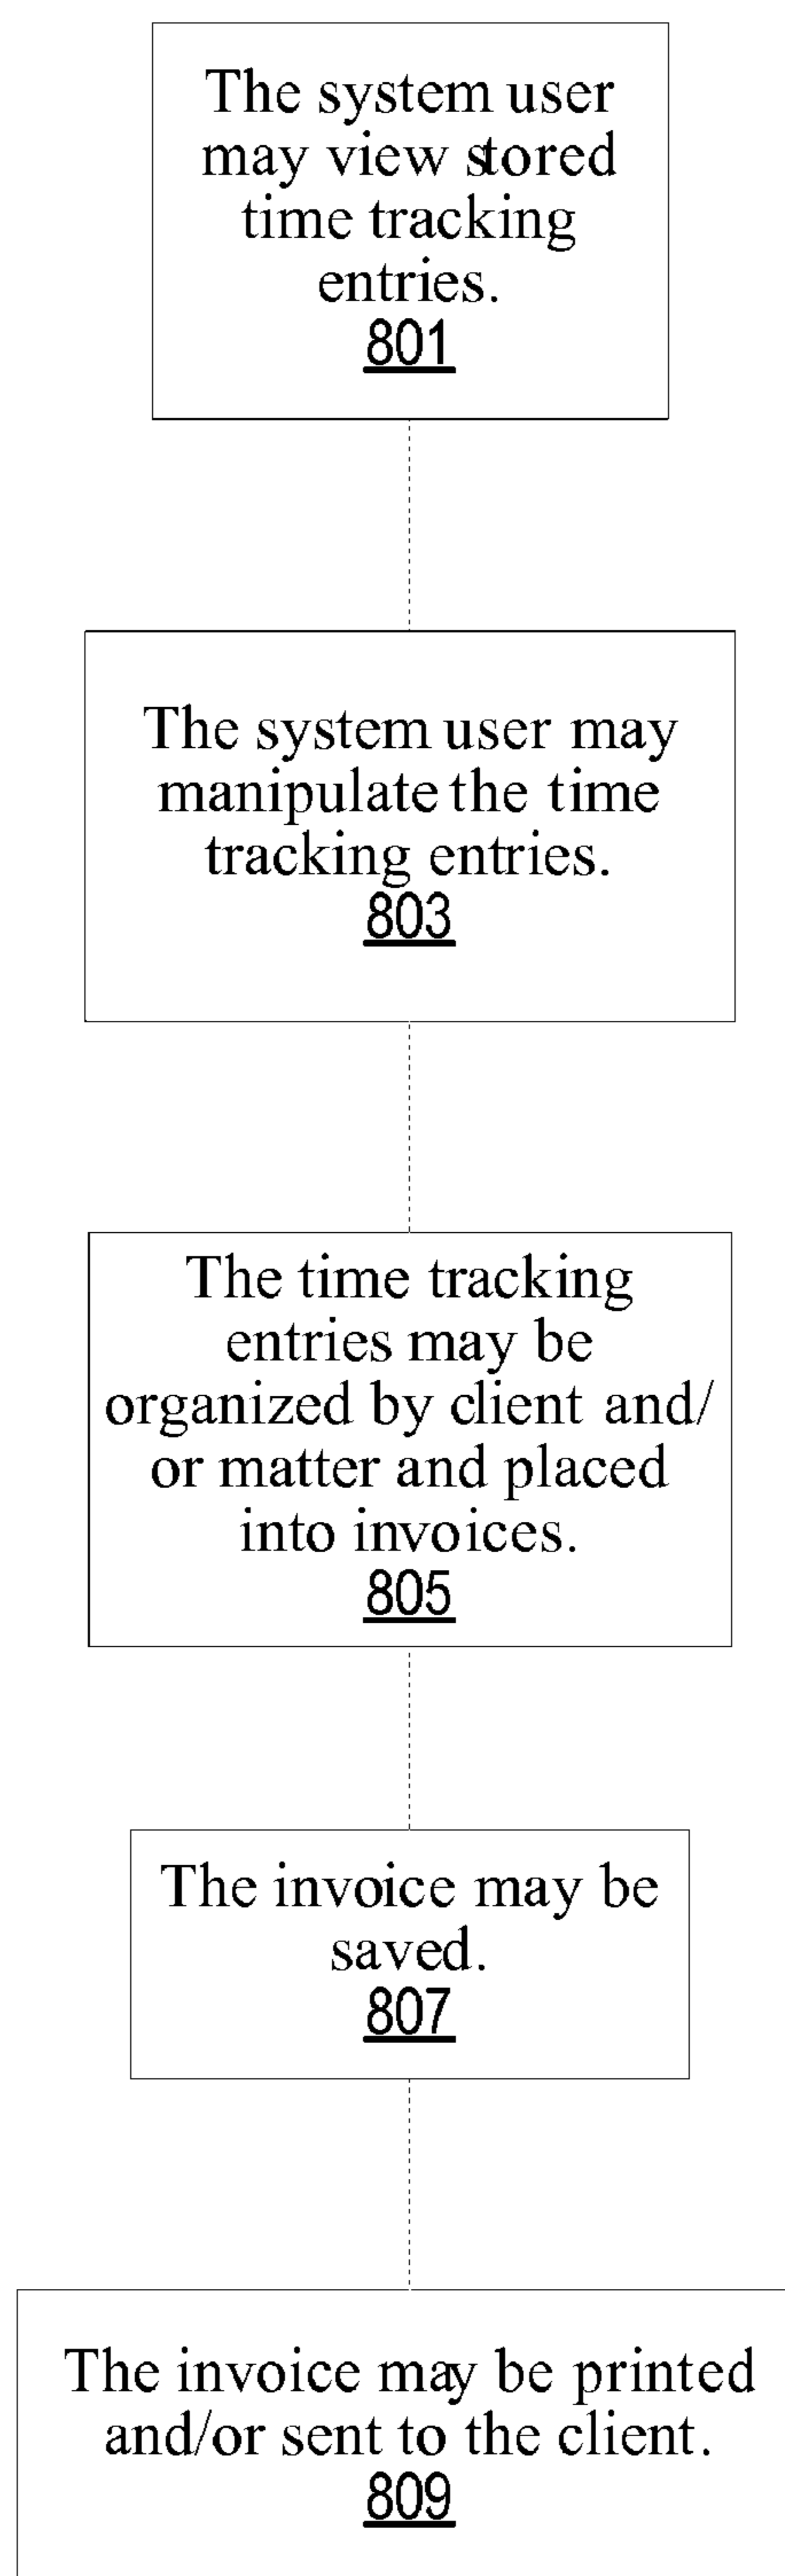 The system user
may view stored
time tracking
entries.
801
The system user may
manipulate the time
tracking entries.
803
The time tracking
entries may be
organized by client and/
or matter and placed
into invoices.
805
The invoice may be
saved.
807
The invoice may be printed
and/or sent to the client.
809